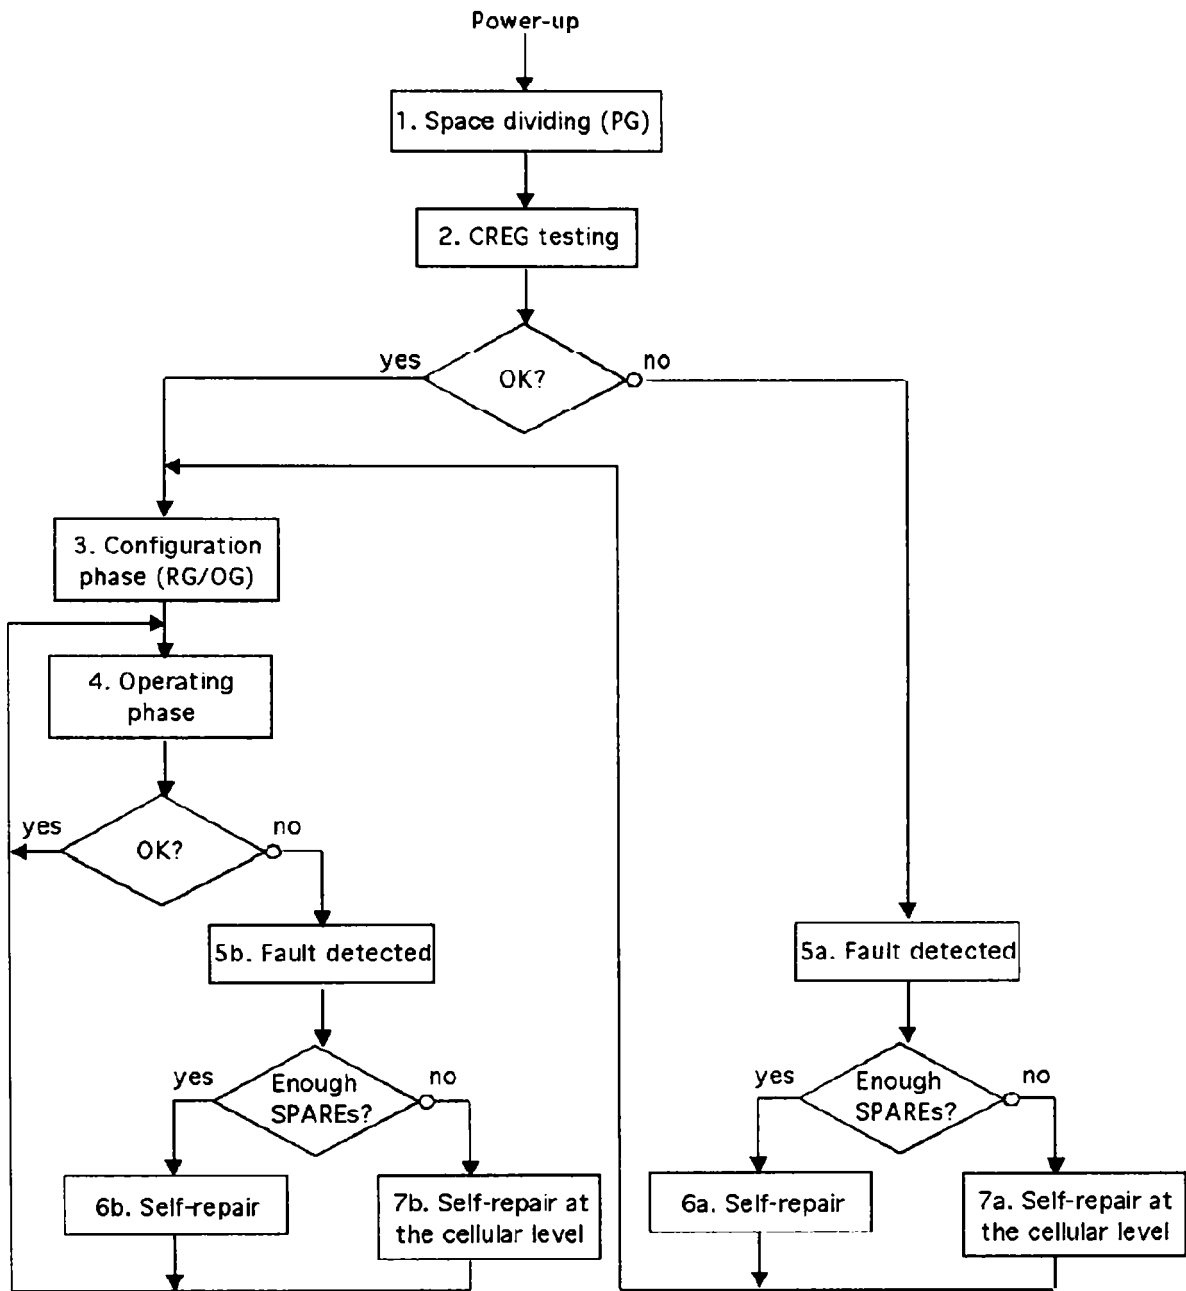 Power-up
1. Space dividing (PG)
2. CREG testing
yes
OK?
no
3. Configuration
phase (RG/OG)
4. Operating
phase
yes
OK?
no
5b. Fault detected
5a. Fault detected
yes
Enough
SPAREs?
no
yes
Enough
SPAREs?
no
6b. Self-repair
7b. Self-repair at
the cellular level
6a. Self-repair
7a. Self-repair at
the cellular level